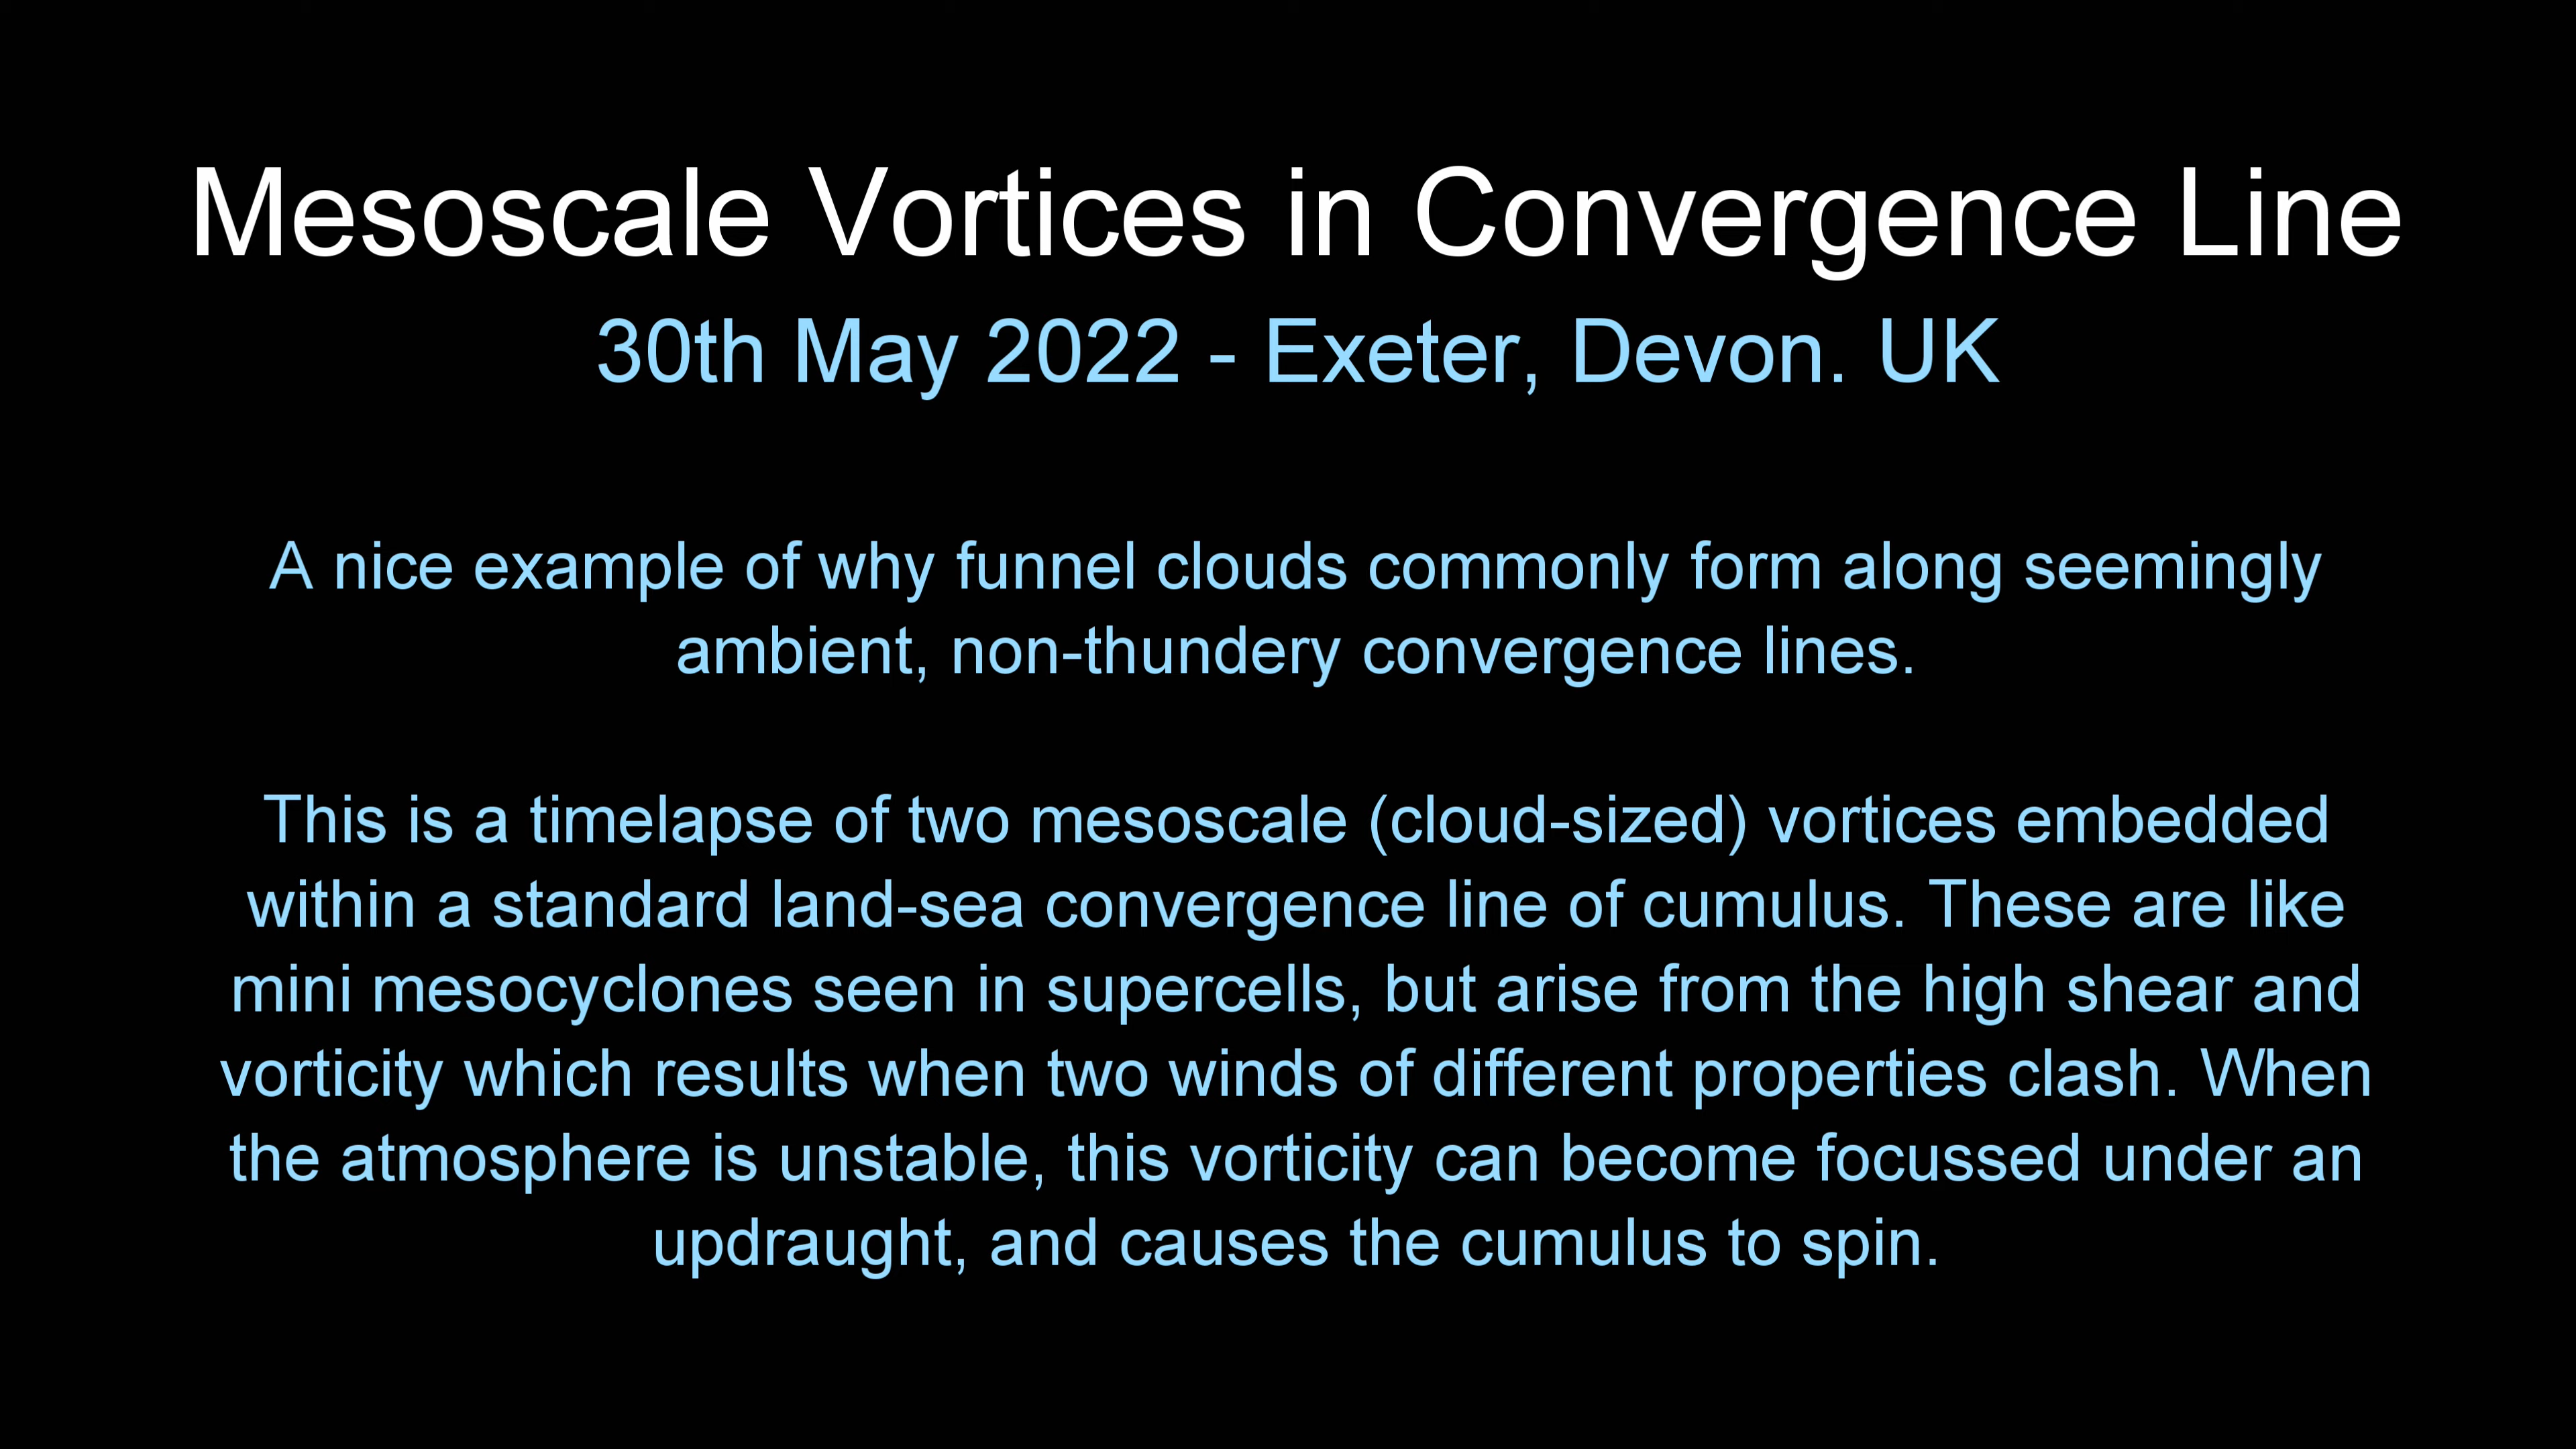 Mesoscale Vortices in Convergence Line
30th May 2022 - Exeter, Devon. UK
A nice example of why funnel clouds commonly form along seemingly
ambient, non-thundery convergence lines.
This is a timelapse of two mesoscale (cloud-sized) vortices embedded
within a standard land-sea convergence line of cumulus. These are like
mini mesocyclones seen in supercells, but arise from the high shear and
vorticity which results when two winds of different properties clash. When
the atmosphere is unstable, this vorticity can become focussed under an
updraught, and causes the cumulus to spin.